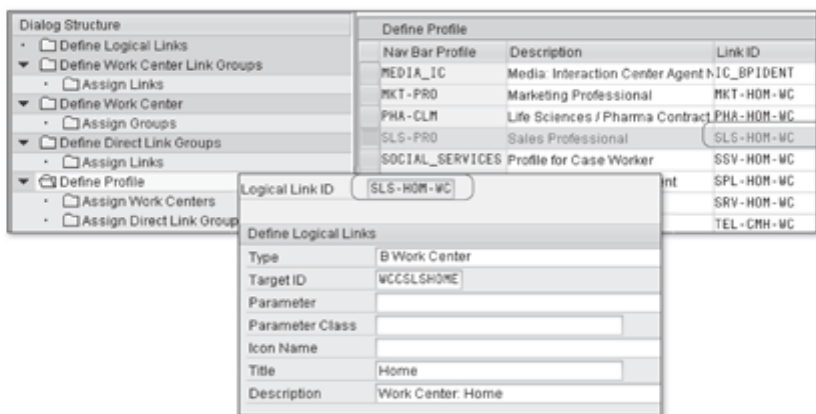 Dialog Structure
Define Logical Links
Define Work Center Link Groups
Assign Links
Define Work Center
Assign Groups
Define Direct Link Groups
Assign Links
Define Profile
Assign Work Centers
Assign Direct Link Group
Define Profile
Nav Bar Profile Description Link ID
MEDIA_IC Media: Interaction Center Agent N IC_BPIDENT
MKT-PRO Marketing Professional MKT-HOM-WC
PHA-CLM Life Sciences / Pharma Contract PHA-HOM-WC
SLS-PRO Sales Professional SLS-HOM-WC
SOCIAL_SERVICES Profile for Case Worker SSV-HOM-WC
SPL-HOM-WC
SRV-HOM-WC
TEL-CMH-WC
Logical Link ID SLS-HOM-WC
Define Logical Links
Type B Work Center
Target ID WCCSLSHOME
Parameter
Parameter Class
Icon Name
Title Home
Description Work Center: Home